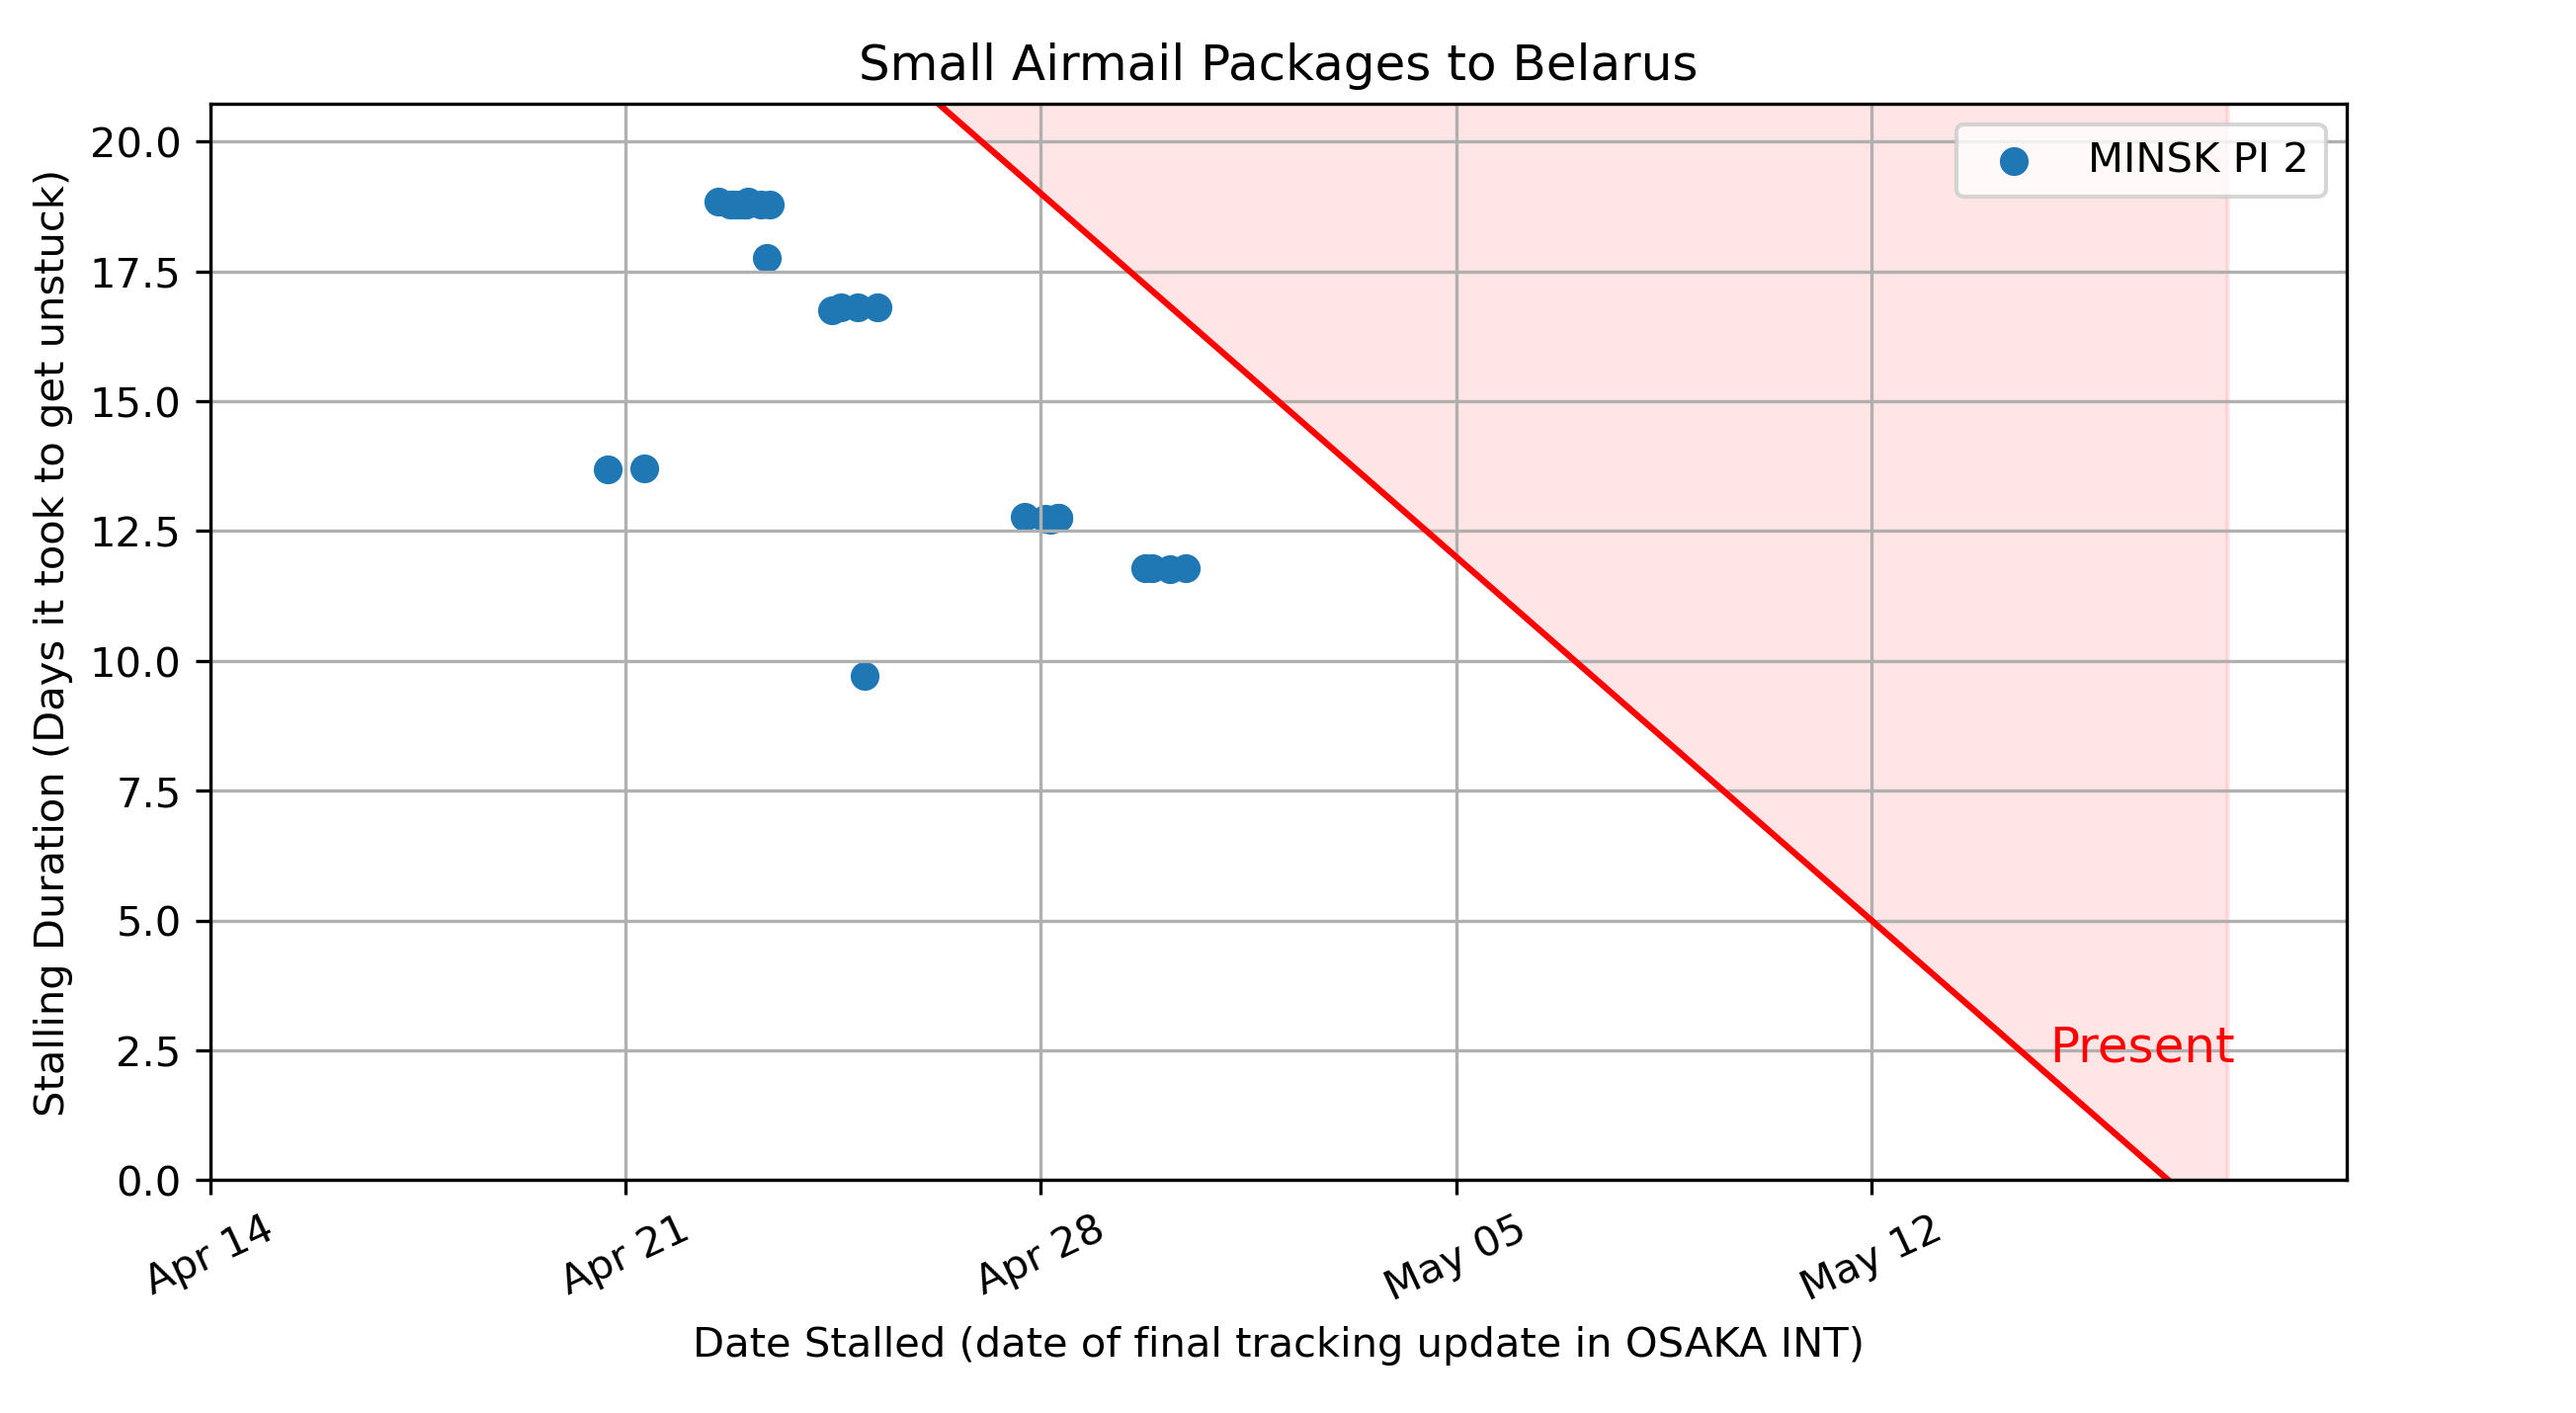 Small Airmail Packages to Belarus
MINSK PI 2
Stalling Duration (Days it took to get unstuck)
20.0
17.5
15.0
12.5
10.0
7.5
5.0
2.5
0.0
Present
Apr 14
Apr 21
Apr 28
May 05
May 12
Date Stalled (date of final tracking update in OSAKA INT)